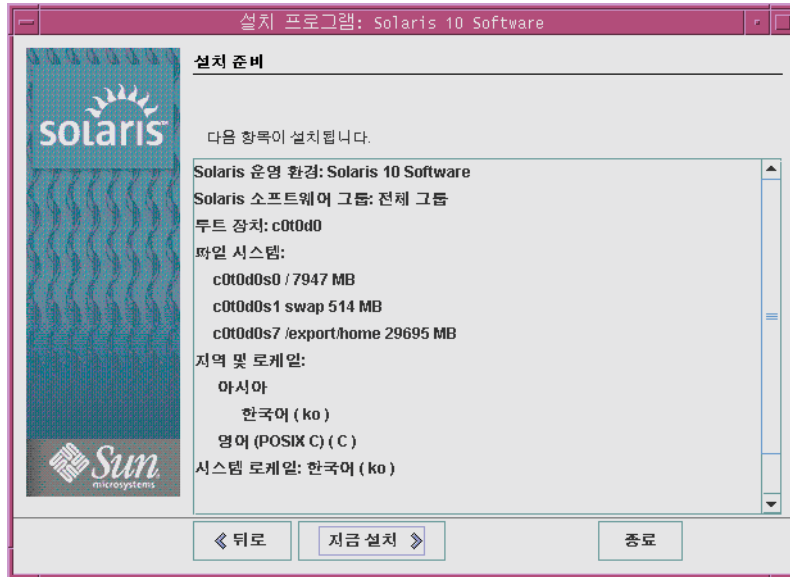 설치 프로그램: Solaris 10 Software
설치 준비
solaris
다음 항목이 설치됩니다.
Solaris 운영 환경: Solaris 10 Software
Solaris 소프트웨어 그룹: 전체 그룹
루트 장치: c0t0d0
파일 시스템:
c0t0d0s0 / 7947 MB
c0t0d0s1 swap 514 MB
c0t0d0s7 /export/home 29695 MB
지역 및 로케일:
아시아
한국어 ( ko )
영어 (POSIX C) ( C )
시스템 로케일: 한국어 ( ko )
Sun
microsystems
뒤로
지금 설치
종료